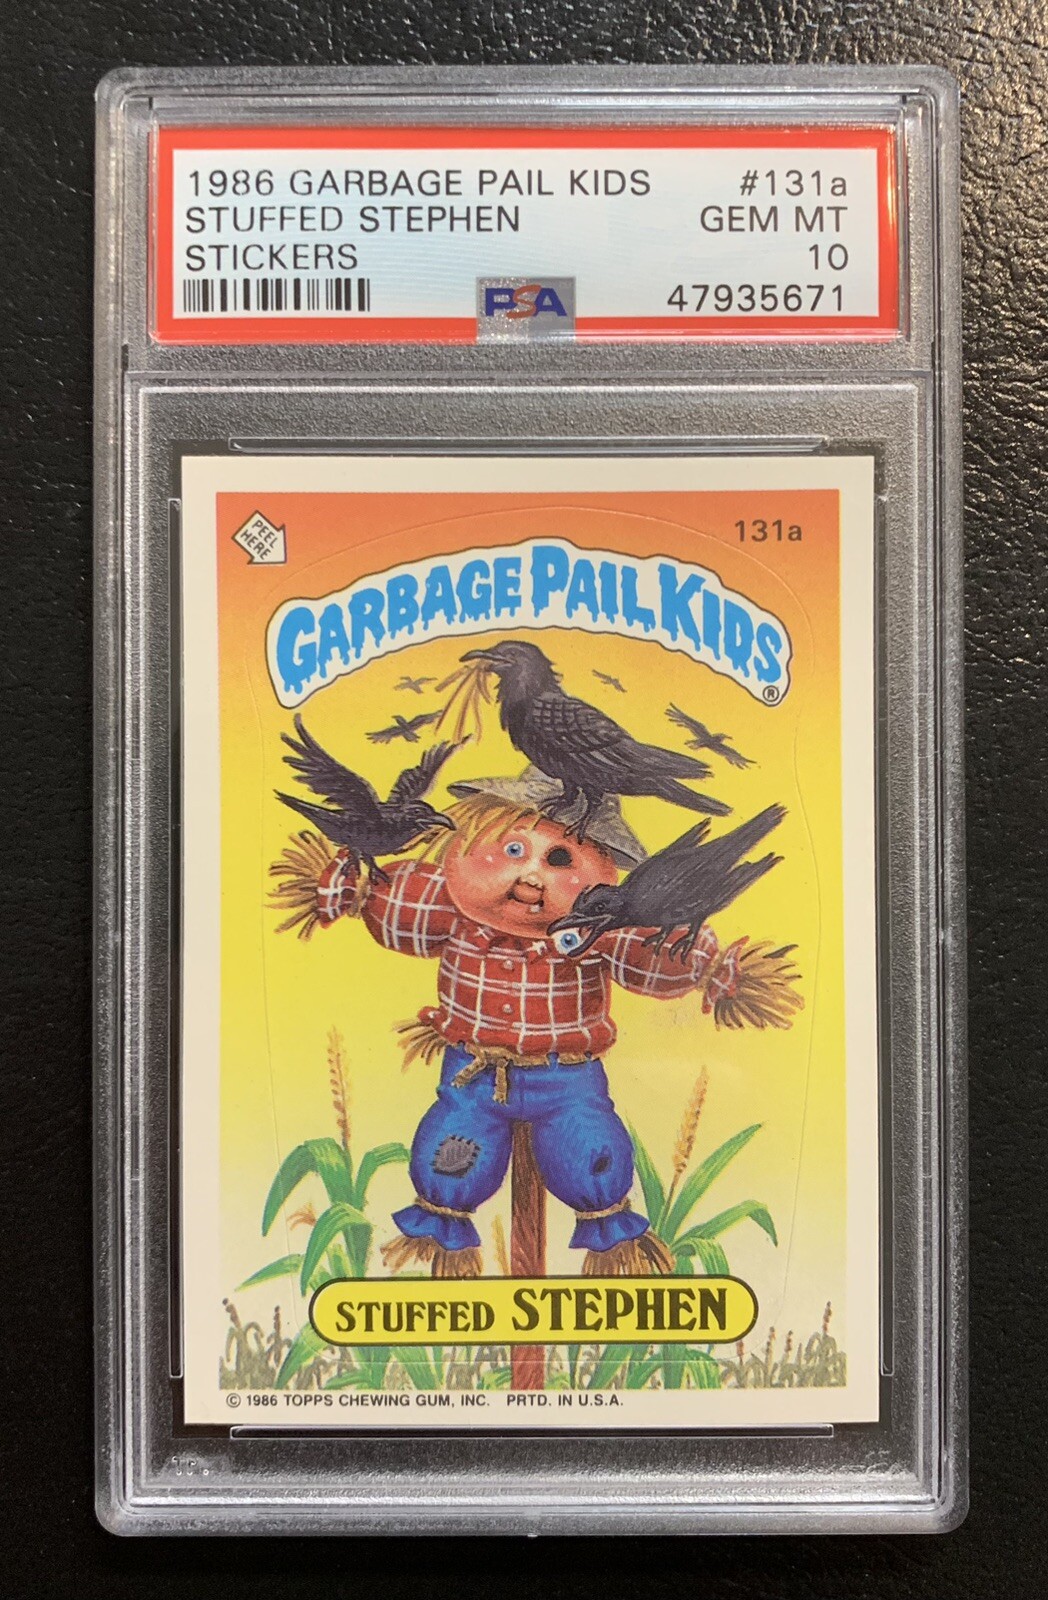 1986 GARBAGE PAIL KIDS #131a
STUFFED STEPHEN GEM MT
STICKERS 10
PSA 47935671
PEEL
HERE
131a
GARBAGE PAIL KIDS
®
STUFFED STEPHEN
© 1986 TOPPS CHEWING GUM, INC. PRTD. IN U.S.A.